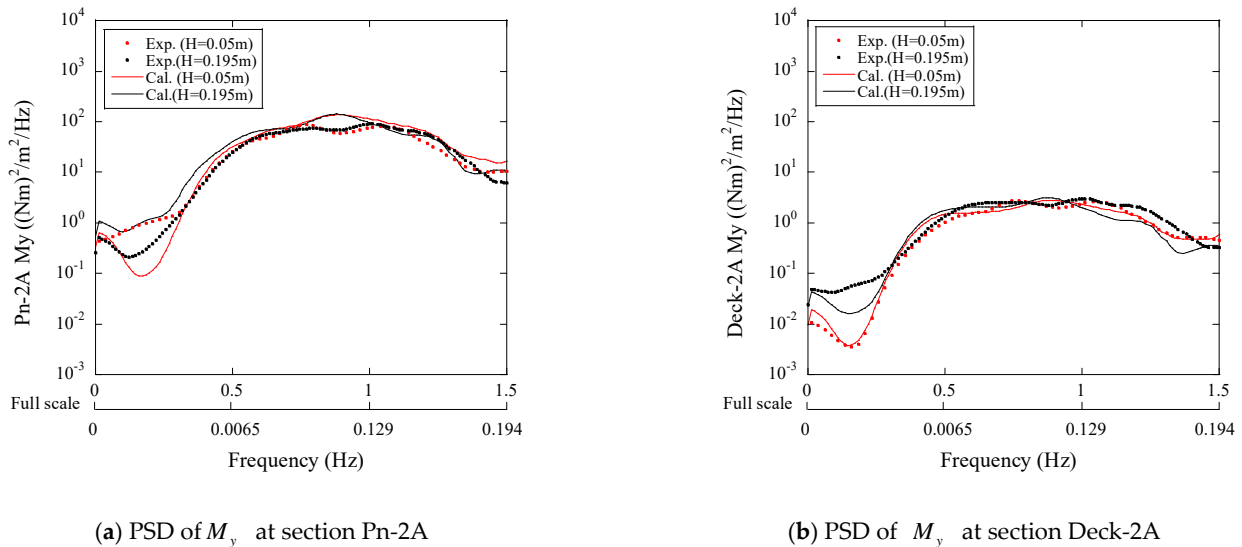 10^4
10^3
10^2
10^1
10^0
10^-1
10^-2
10^-3
Pn-2A My ((Nm)^2/m^2/Hz)
Exp. (H=0.05m)
Exp.(H=0.195m)
Cal. (H=0.05m)
Cal.(H=0.195m)
0 0.5 1 1.5
Full scale
0 0.0065 0.129 0.194
Frequency (Hz)
(a) PSD of M_y at section Pn-2A
10^4
10^3
10^2
10^1
10^0
10^-1
10^-2
10^-3
Deck-2A My ((Nm)^2/m^2/Hz)
Exp. (H=0.05m)
Exp.(H=0.195m)
Cal. (H=0.05m)
Cal.(H=0.195m)
0 0.5 1 1.5
Full scale
0 0.0065 0.129 0.194
Frequency (Hz)
(b) PSD of M_y at section Deck-2A